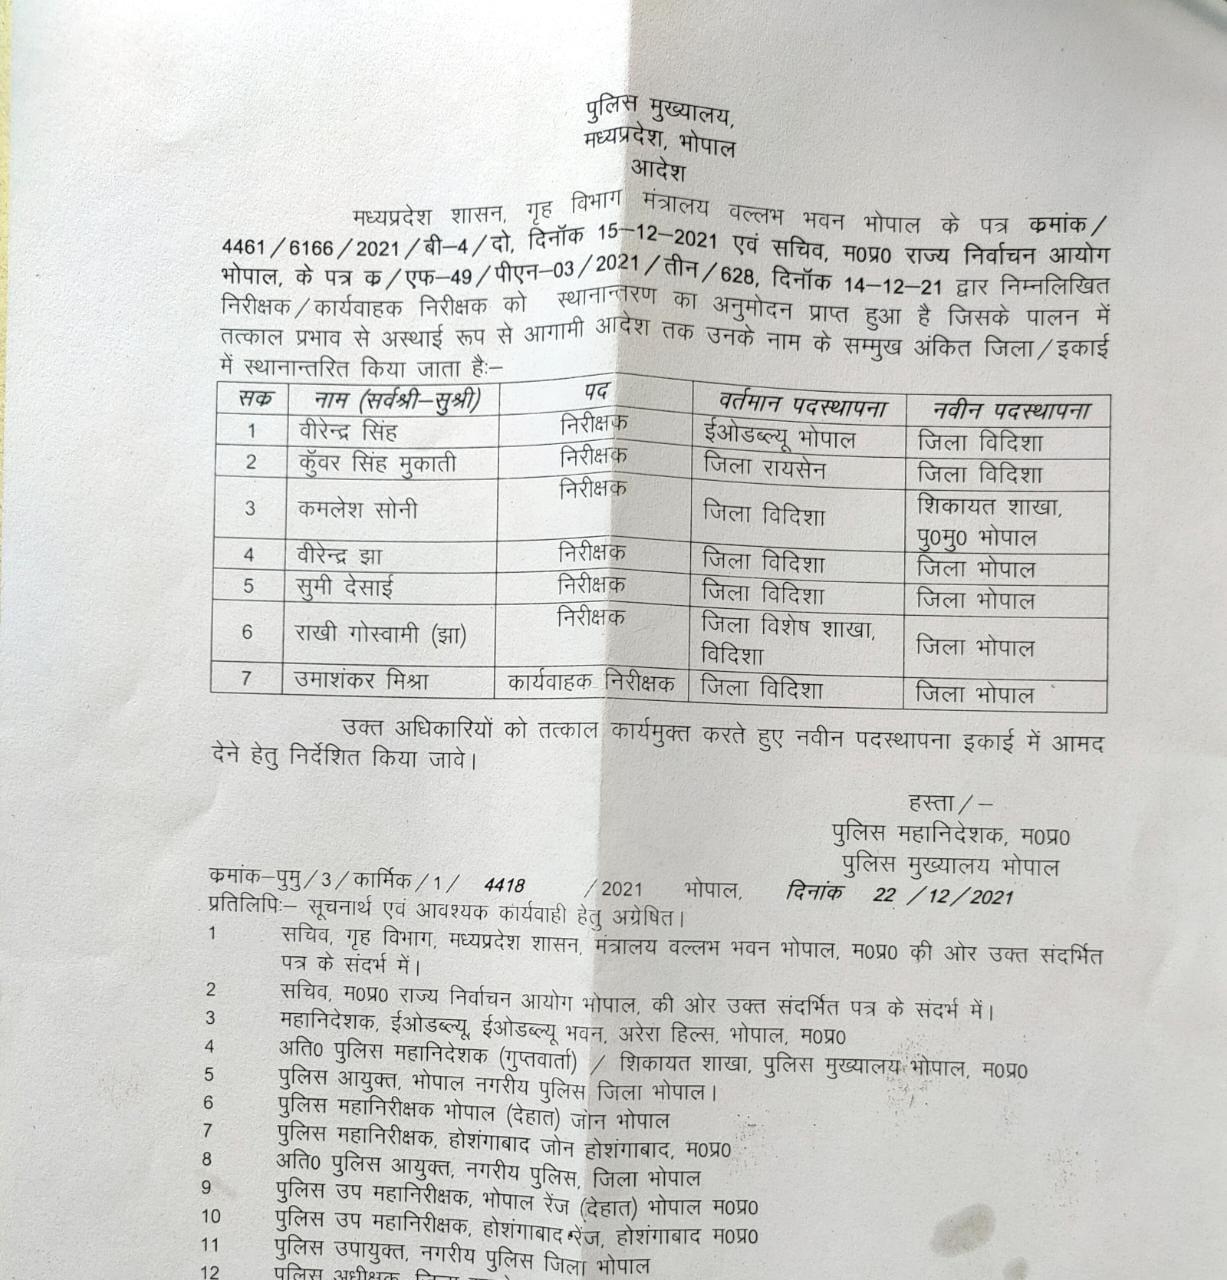 पुलिस मुख्यालय,
मध्यप्रदेश, भोपाल
आदेश
मध्यप्रदेश शासन, गृह विभाग मंत्रालय वल्लभ भवन भोपाल के पत्र क्रमांक/
4461/6166/2021/बी-4/दो, दिनॉक 15-12-2021 एवं सचिव, म0प्र0 राज्य निर्वाचन आयोग
भोपाल, के पत्र क/एफ-49/पीएन-03/2021/तीन/628, दिनॉक 14-12-21 द्वार निम्नलिखित
निरीक्षक/कार्यवाहक निरीक्षक को स्थानान्तरण का अनुमोदन प्राप्त हुआ है जिसके पालन में
तत्काल प्रभाव से अस्थाई रूप से आगामी आदेश तक उनके नाम के सम्मुख अंकित जिला/इकाई
में स्थानान्तरित किया जाता है:-
सक नाम (सर्वश्री-सुश्री) पद वर्तमान पदस्थापना नवीन पदस्थापना
1 वीरेन्द्र सिंह निरीक्षक ईओडब्ल्यू भोपाल जिला विदिशा
2 कुॅवर सिंह मुकाती निरीक्षक जिला रायसेन जिला विदिशा
3 कमलेश सोनी निरीक्षक जिला विदिशा शिकायत शाखा,
पु0मु0 भोपाल
4 वीरेन्द्र झा निरीक्षक जिला विदिशा जिला भोपाल
5 सुमी देसाई निरीक्षक जिला विदिशा जिला भोपाल
6 राखी गोस्वामी (झा) निरीक्षक जिला विशेष शाखा, जिला भोपाल
विदिशा
7 उमाशंकर मिश्रा कार्यवाहक निरीक्षक जिला विदिशा जिला भोपाल
उक्त अधिकारियों को तत्काल कार्यमुक्त करते हुए नवीन पदस्थापना इकाई में आमद
देने हेतु निर्देशित किया जावे।
हस्ता/-
पुलिस महानिदेशक, म0प्र0
पुलिस मुख्यालय भोपाल
क्रमांक-पुमु/3/कार्मिक/1/ 4418 /2021 भोपाल, दिनांक 22/12/2021
प्रतिलिपिः- सूचनार्थ एवं आवश्यक कार्यवाही हेतु अग्रेषित।
1 सचिव, गृह विभाग, मध्यप्रदेश शासन, मंत्रालय वल्लभ भवन भोपाल, म0प्र0 की ओर उक्त संदर्भित
पत्र के संदर्भ में।
2 सचिव, म0प्र0 राज्य निर्वाचन आयोग भोपाल, की ओर उक्त संदर्भित पत्र के संदर्भ में।
3 महानिदेशक, ईओडब्ल्यू, ईओडब्ल्यू भवन, अरेरा हिल्स, भोपाल, म0प्र0
4 अति0 पुलिस महानिदेशक (गुप्तवार्ता) / शिकायत शाखा, पुलिस मुख्यालय भोपाल, म0प्र0
5 पुलिस आयुक्त, भोपाल नगरीय पुलिस जिला भोपाल।
6 पुलिस महानिरीक्षक भोपाल (देहात) जोन भोपाल
7 पुलिस महानिरीक्षक, होशंगाबाद जोन होशंगाबाद, म0प्र0
8 अति0 पुलिस आयुक्त, नगरीय पुलिस, जिला भोपाल
9 पुलिस उप महानिरीक्षक, भोपाल रेंज (देहात) भोपाल म0प्र0
10 पुलिस उप महानिरीक्षक, होशंगाबाद रेंज, होशंगाबाद म0प्र0
11 पुलिस उपायुक्त, नगरीय पुलिस जिला भोपाल
12 पुलिस अधीक्षक, जिला